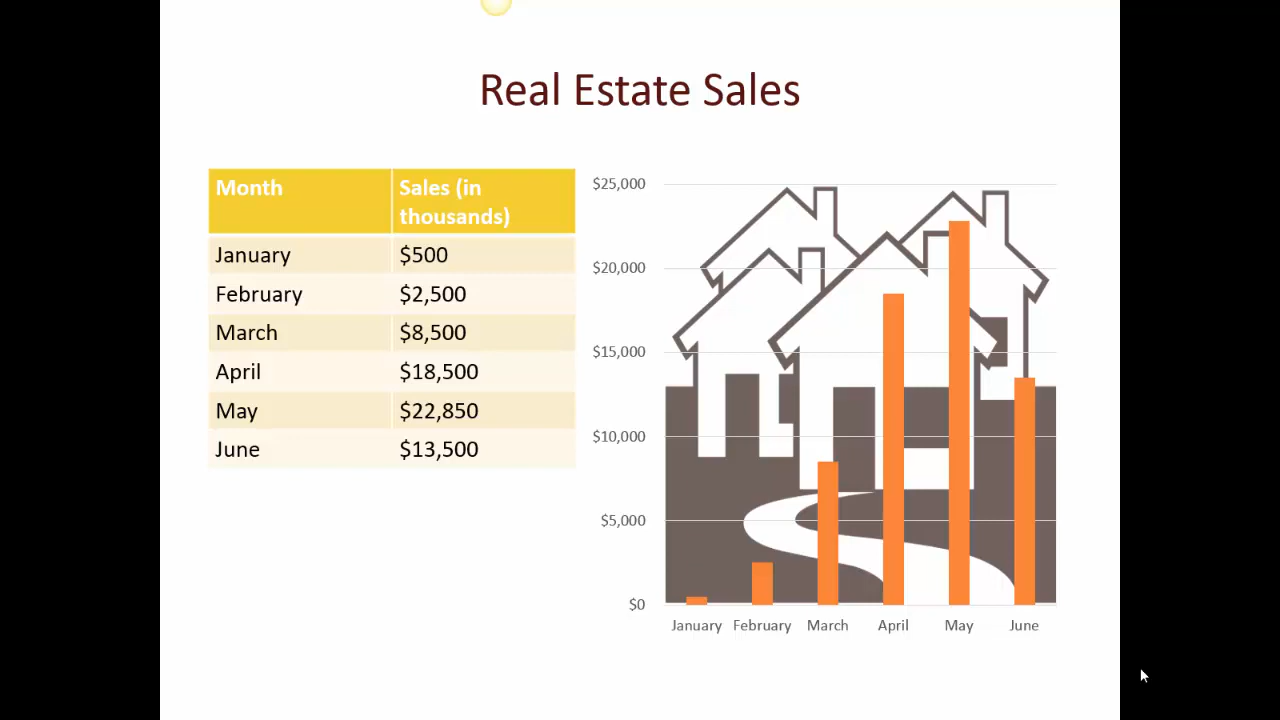 Real Estate Sales
Month
Sales (in
thousands)
January
$500
February
$2,500
March
$8,500
April
$18,500
May
$22,850
June
$13,500
$25,000
$20,000
$15,000
$10,000
$5,000
$0
January
February
March
April
May
June